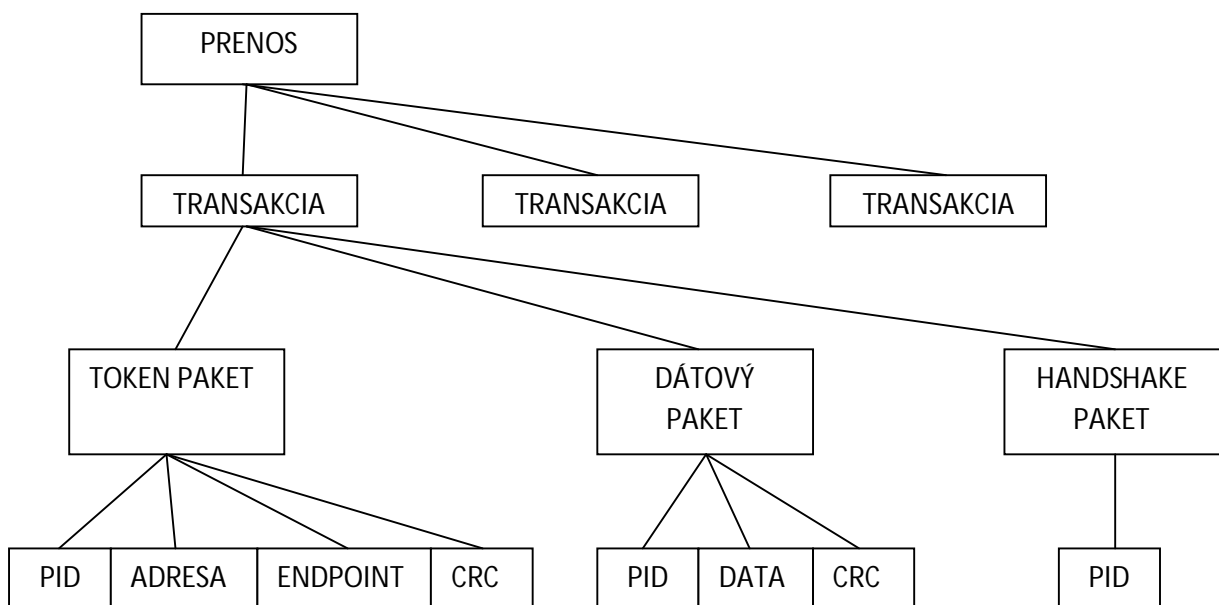 PRENOS
TRANSAKCIA
TRANSAKCIA
TRANSAKCIA
TOKEN PAKET
DÁTOVÝ
PAKET
HANDSHAKE
PAKET
PID
ADRESA
ENDPOINT
CRC
PID
DATA
CRC
PID